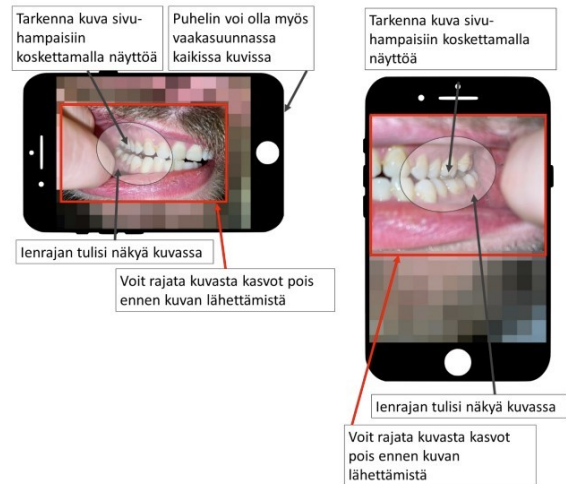 Tarkenna kuva sivu-
hampaisiin koskettamalla
näyttöä
Puhelin voi olla myös
vaakasuunnassa
kaikissa kuvissa
Ienrajan tulisi näkyä kuvassa
Voit rajata kuvasta kasvot pois
ennen kuvan lähettämistä
Tarkenna kuva sivu-
hampaisiin koskettamalla
näyttöä
Ienrajan tulisi näkyä kuvassa
Voit rajata kuvasta kasvot
pois ennen kuvan
lähettämistä